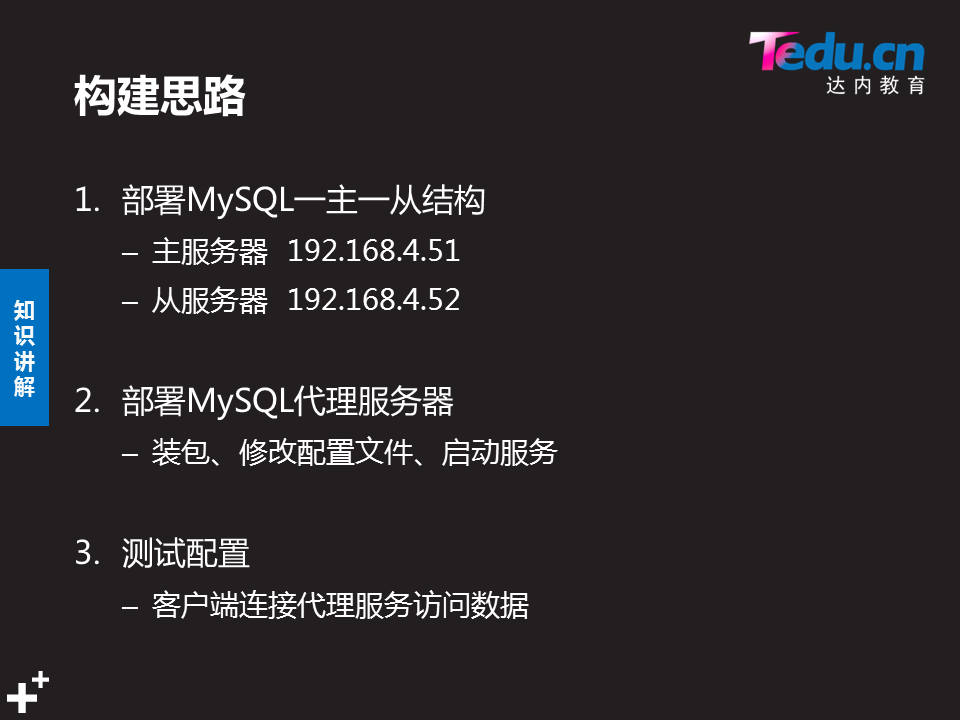 Tedu.cn
达内教育
构建思路
1. 部署MySQL一主一从结构
– 主服务器 192.168.4.51
– 从服务器 192.168.4.52
知识讲解
2. 部署MySQL代理服务器
– 装包、修改配置文件、启动服务
3. 测试配置
– 客户端连接代理服务访问数据